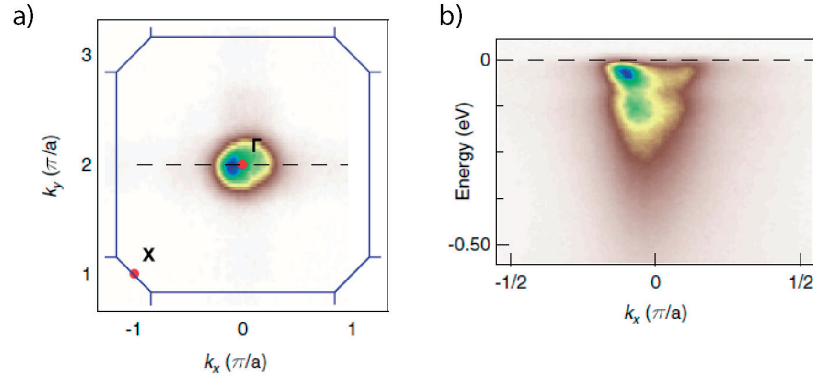 a)
3
2
1
k_y (π/a)
Γ
X
-1
0
1
k_x (π/a)
b)
0
-0.50
Energy (eV)
-1/2
0
1/2
k_x (π/a)